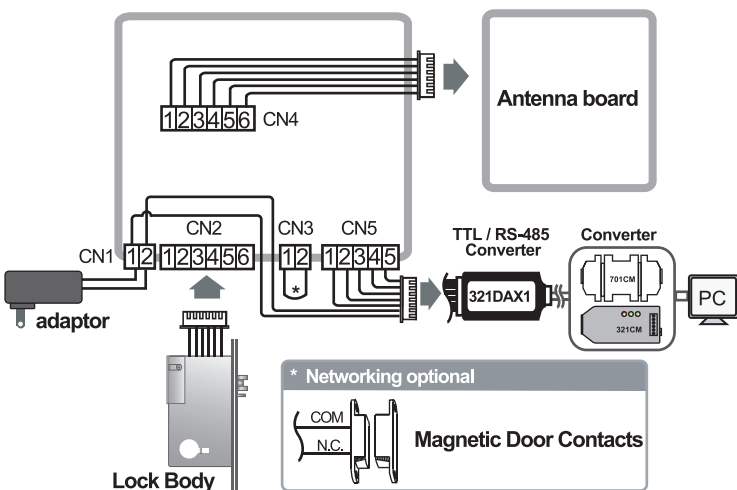 Antenna board
123456 CN4
CN2
CN3
CN5
CN1 12
123456
12
12345
*
TTL / RS-485
Converter
Converter
adaptor
321DAX1
701CM
321CM
PC
* Networking optional
COM
N.C.
Magnetic Door Contacts
Lock Body